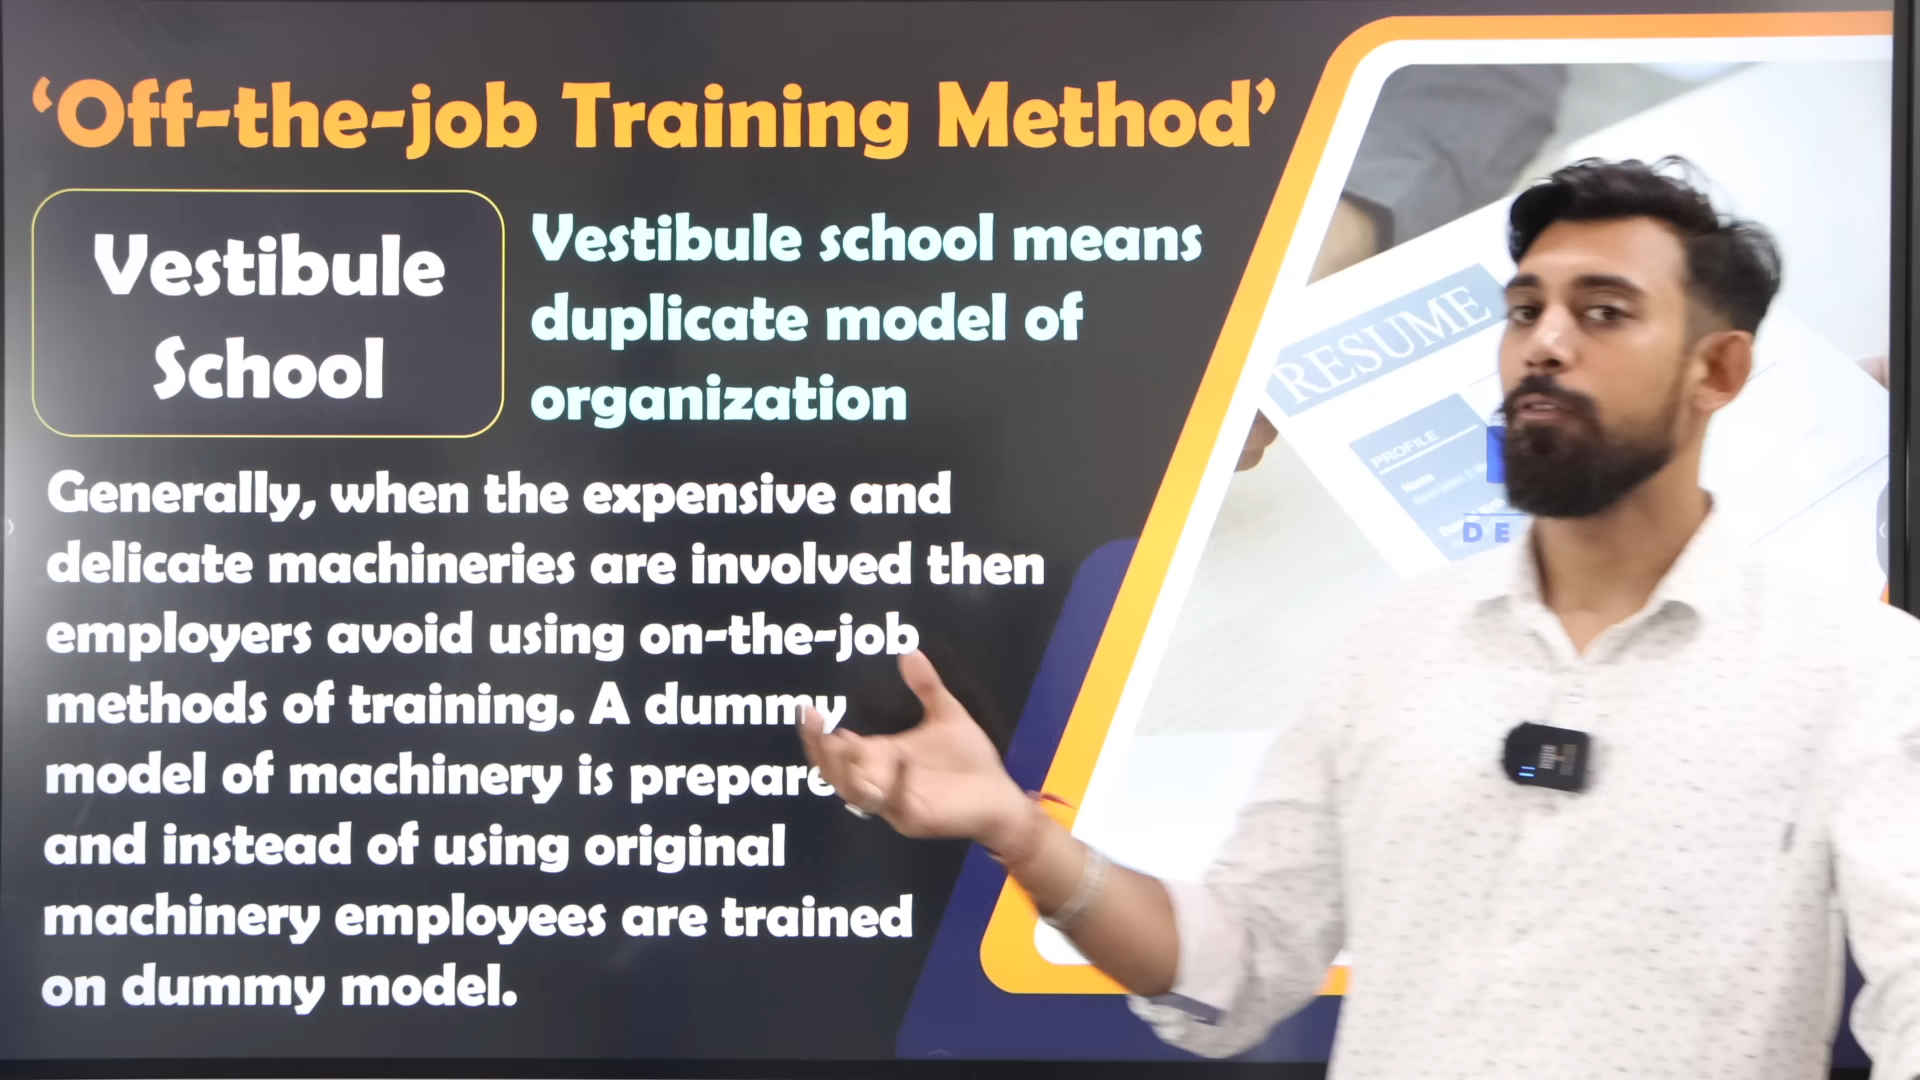 ‘Off-the-job Training Method’
Vestibule
School
Vestibule school means
duplicate model of
organization
Generally, when the expensive and
delicate machineries are involved then
employers avoid using on-the-job
methods of training. A dummy
model of machinery is prepare
and instead of using original
machinery employees are trained
on dummy model.
RESUME
PROFILE
Name
DE